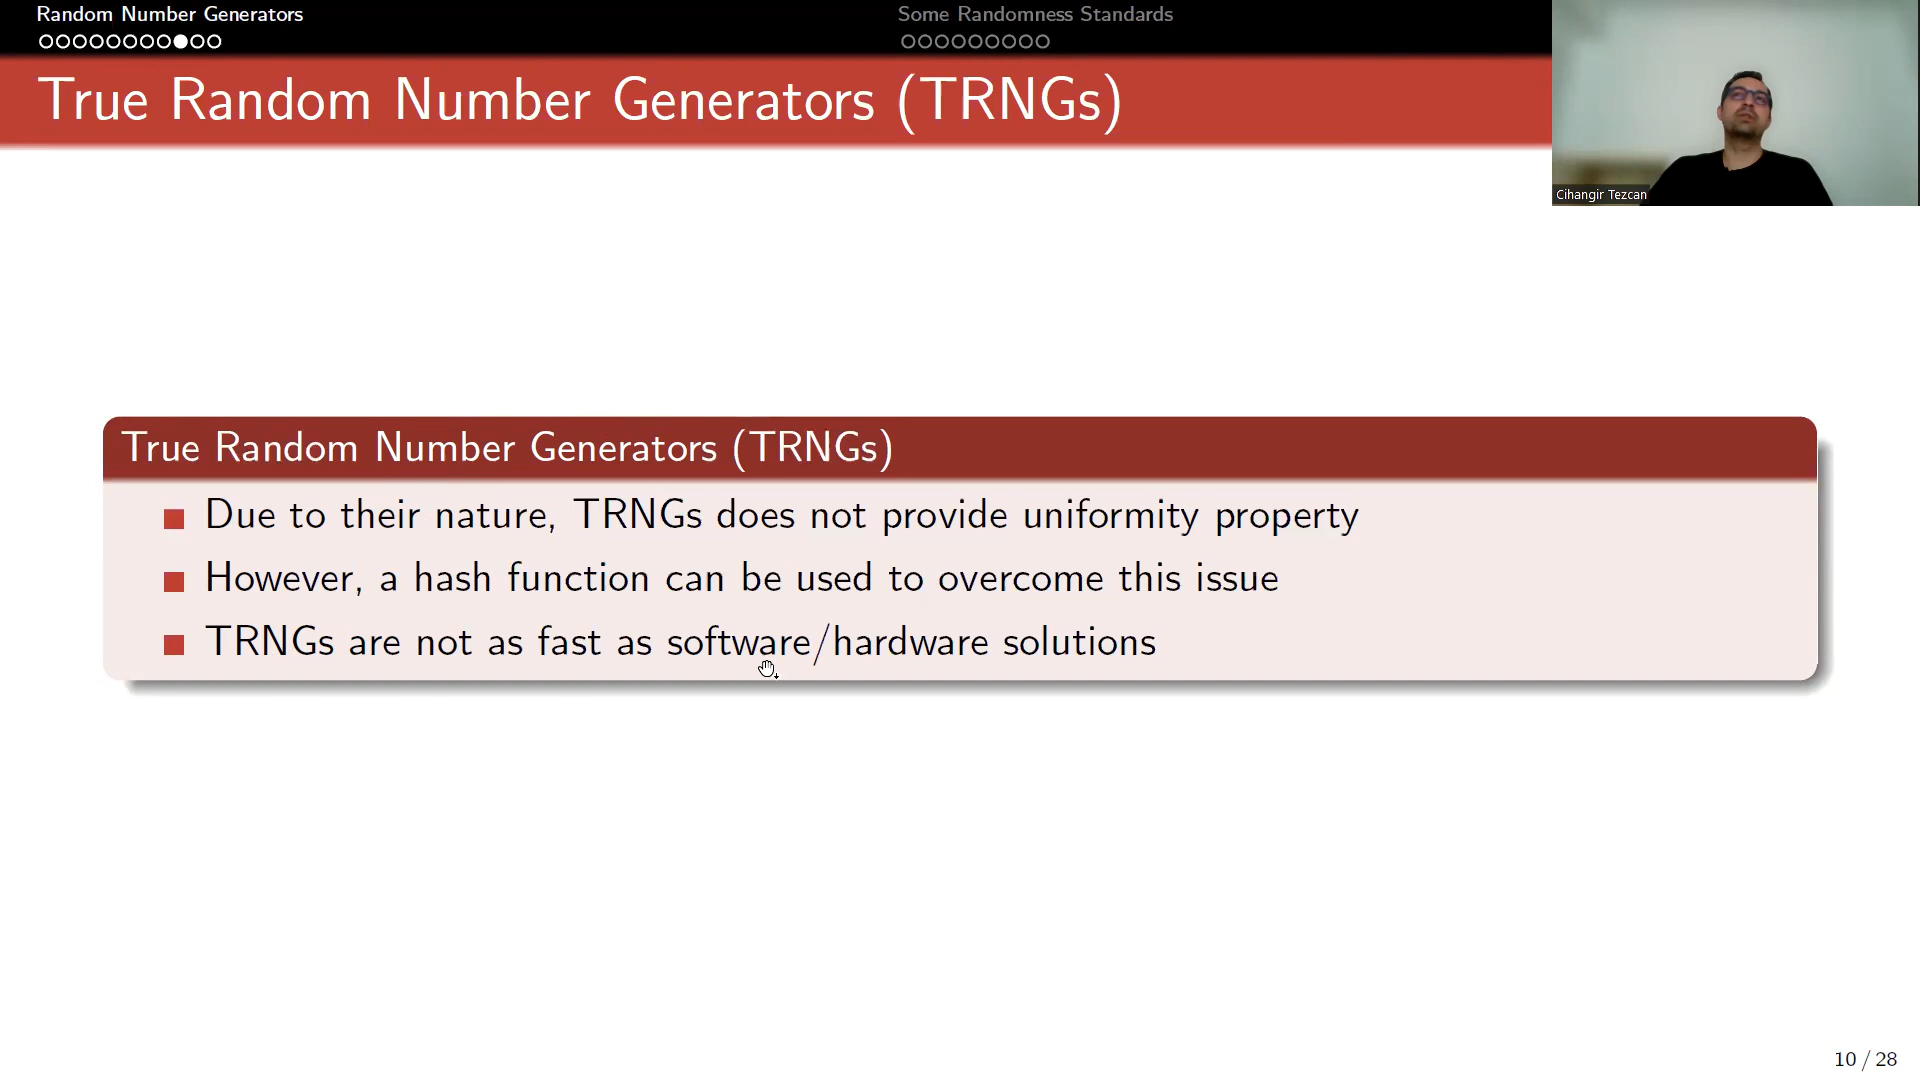 Random Number Generators
Some Randomness Standards
True Random Number Generators (TRNGs)
Cihangir Tezcan
True Random Number Generators (TRNGs)
Due to their nature, TRNGs does not provide uniformity property
However, a hash function can be used to overcome this issue
TRNGs are not as fast as software/hardware solutions
10 / 28